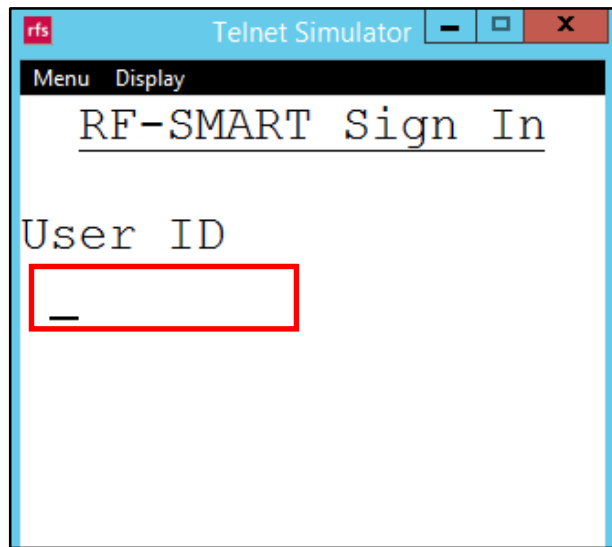 rfs Telnet Simulator
Menu Display
RF-SMART Sign In
User ID
_